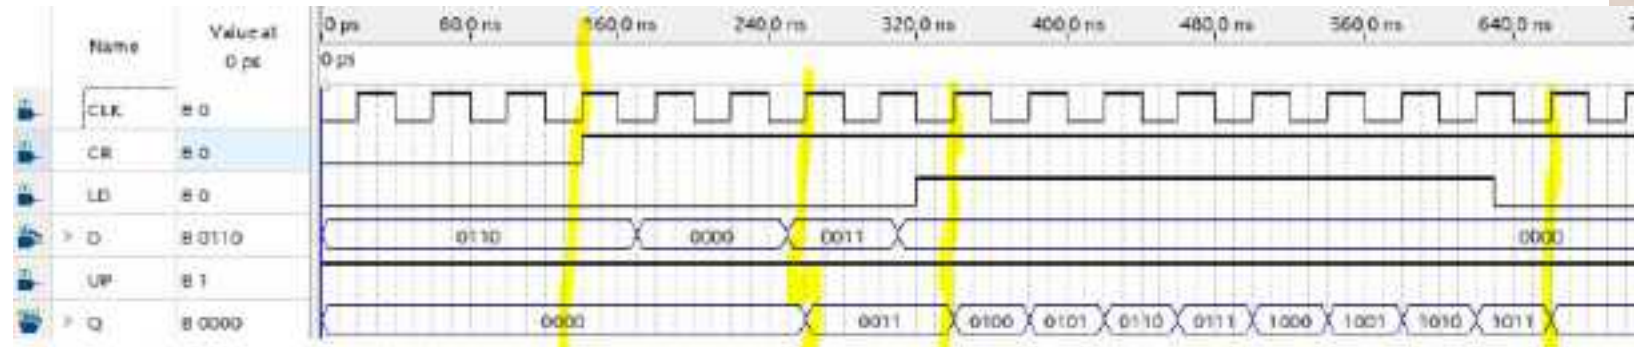 Name Value at 0 ps 0 ps 80,0 ns 160,0 ns 240,0 ns 320,0 ns 400,0 ns 480,0 ns 560,0 ns 640,0 ns
0 ps
CLK B 0
CR B 0
LD B 0
D B 0110 0110 0000 0011 0000
UP B 1
Q B 0000 0000 0011 0100 0101 0110 0111 1000 1001 1010 1011